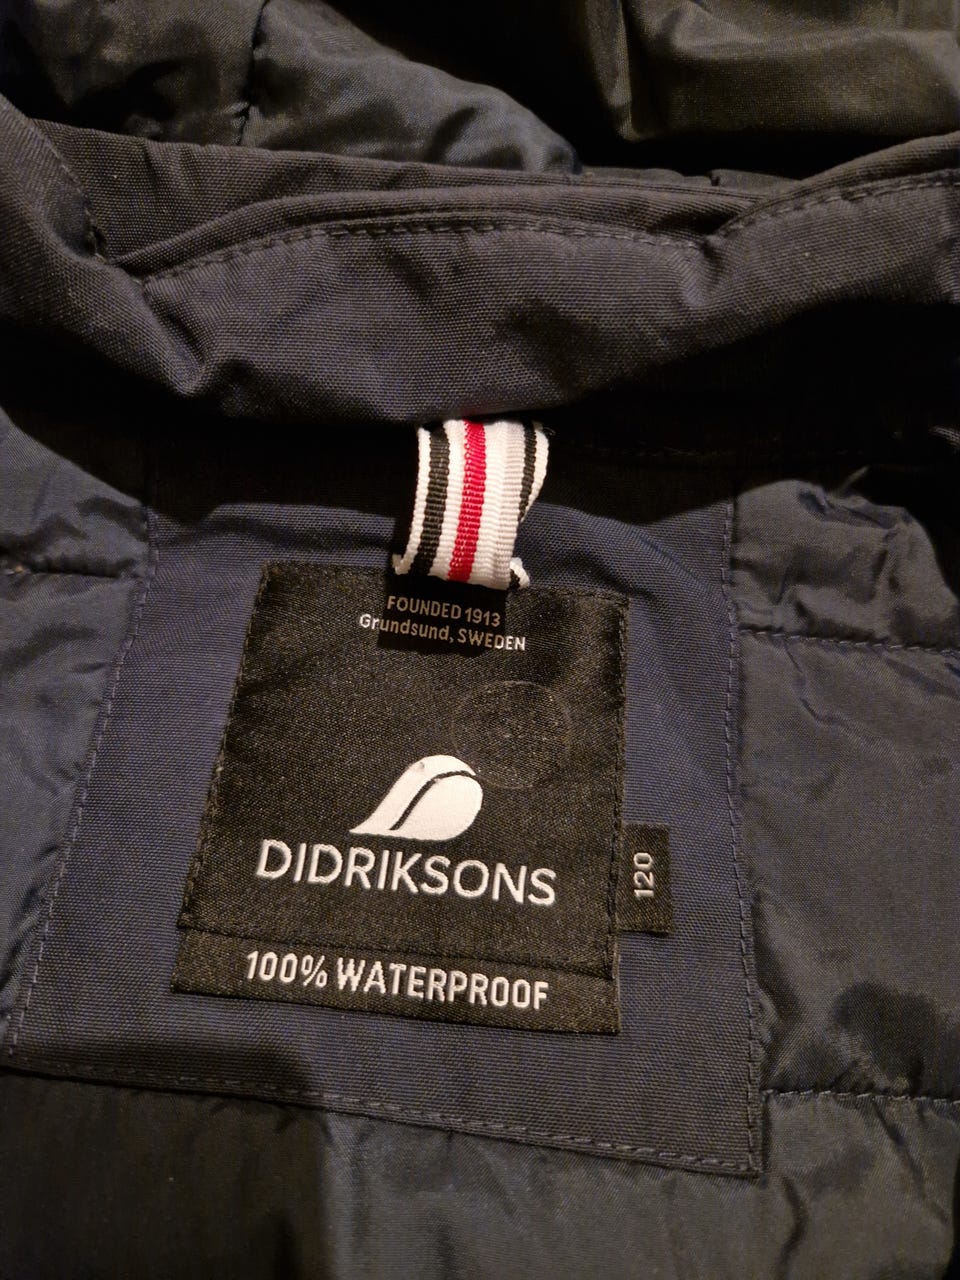 FOUNDED 1913
Grundsund, SWEDEN
DIDRIKSONS
120
100% WATERPROOF